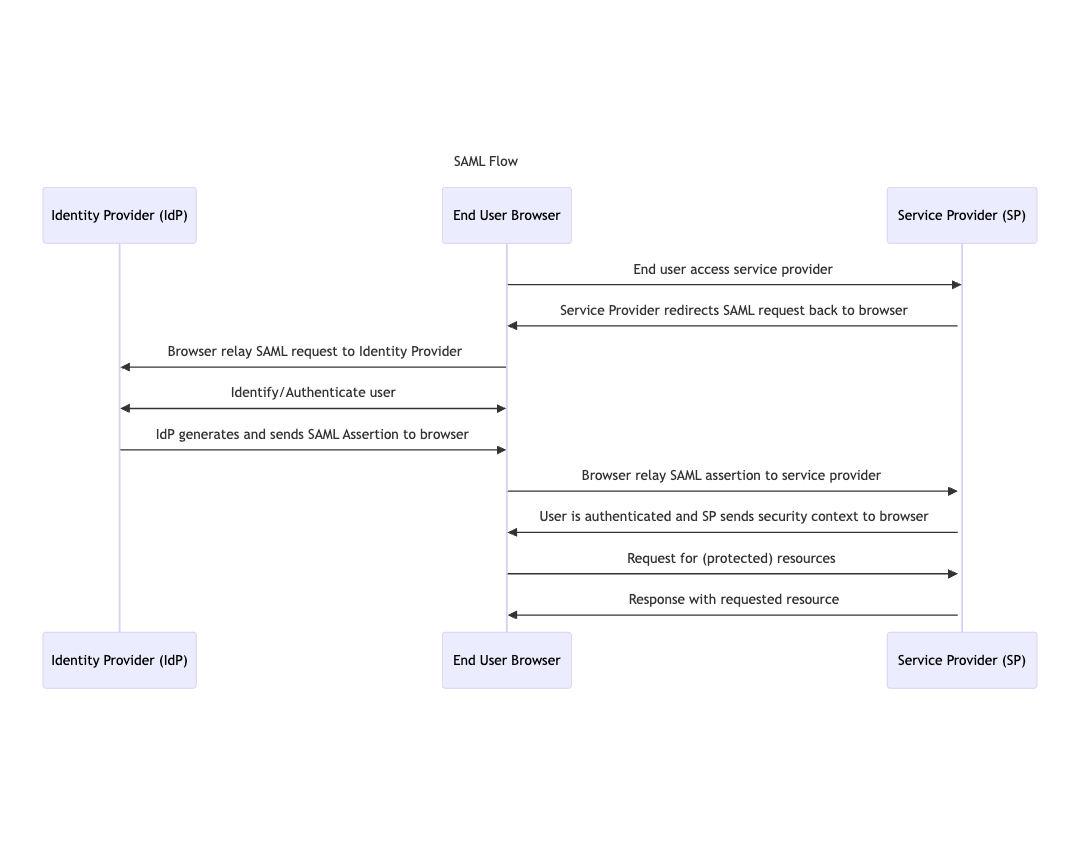 SAML Flow
Identity Provider (IdP)
End User Browser
Service Provider (SP)
End user access service provider
Service Provider redirects SAML request back to browser
Browser relay SAML request to Identity Provider
Identify/Authenticate user
IdP generates and sends SAML Assertion to browser
Browser relay SAML assertion to service provider
User is authenticated and SP sends security context to browser
Request for (protected) resources
Response with requested resource
Identity Provider (IdP)
End User Browser
Service Provider (SP)